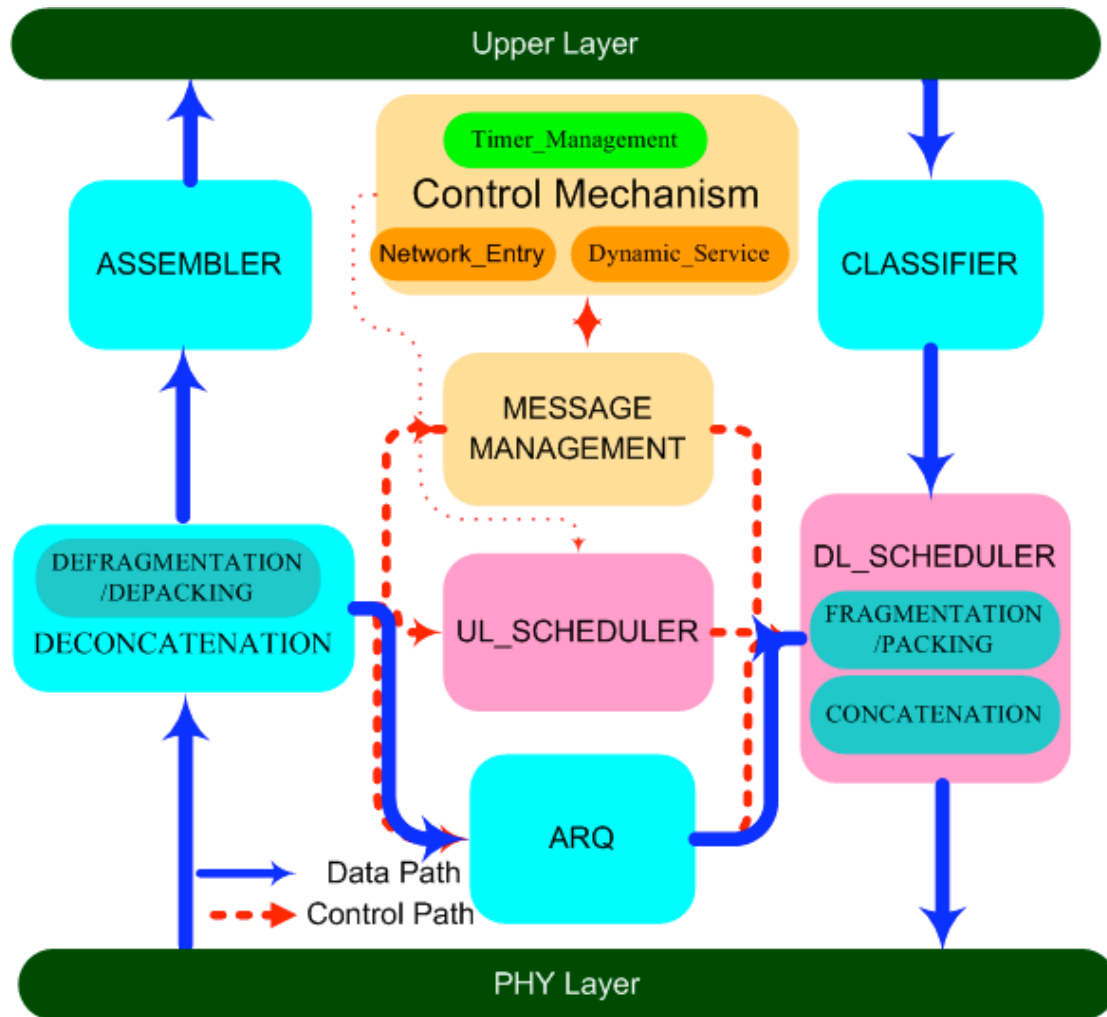 Upper Layer
Timer_Management
Control Mechanism
Network_Entry
Dynamic_Service
ASSEMBLER
CLASSIFIER
MESSAGE
MANAGEMENT
DEFRAGMENTATION
/DEPACKING
DECONCATENATION
UL_SCHEDULER
DL_SCHEDULER
FRAGMENTATION
/PACKING
CONCATENATION
ARQ
Data Path
Control Path
PHY Layer